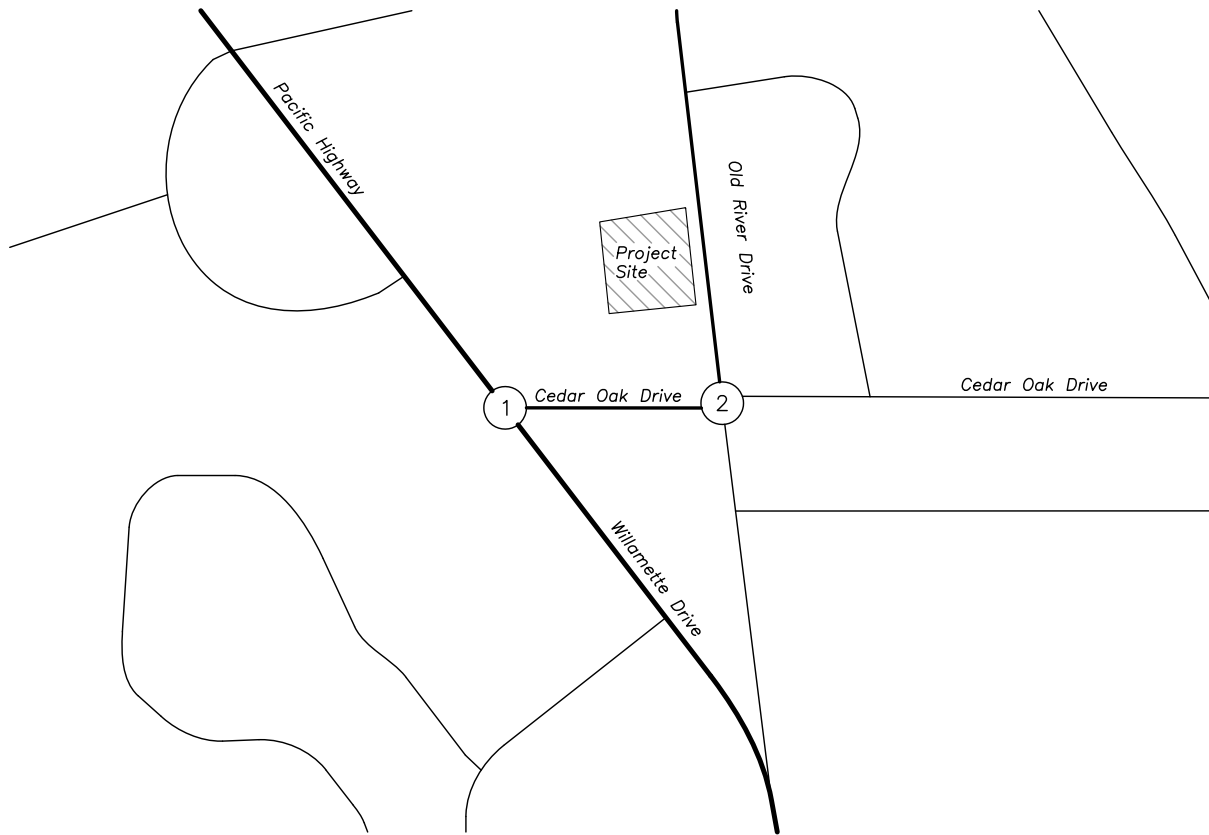 Pacific Highway
Old River Drive
Project
Site
Cedar Oak Drive
Cedar Oak Drive
1
2
Willamette Drive